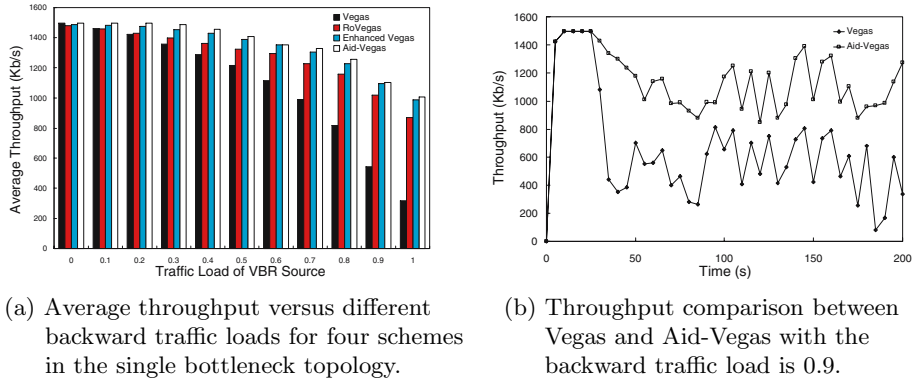 1600
1400
1200
1000
800
600
400
200
0
Average Throughput (Kb/s)
Vegas
RoVegas
Enhanced Vegas
Aid-Vegas
0 0.1 0.2 0.3 0.4 0.5 0.6 0.7 0.8 0.9 1
Traffic Load of VBR Source
(a) Average throughput versus different
backward traffic loads for four schemes
in the single bottleneck topology.
1600
1400
1200
1000
800
600
400
200
0
Throughput (Kb/s)
Vegas
Aid-Vegas
0 50 100 150 200
Time (s)
(b) Throughput comparison between
Vegas and Aid-Vegas with the
backward traffic load is 0.9.